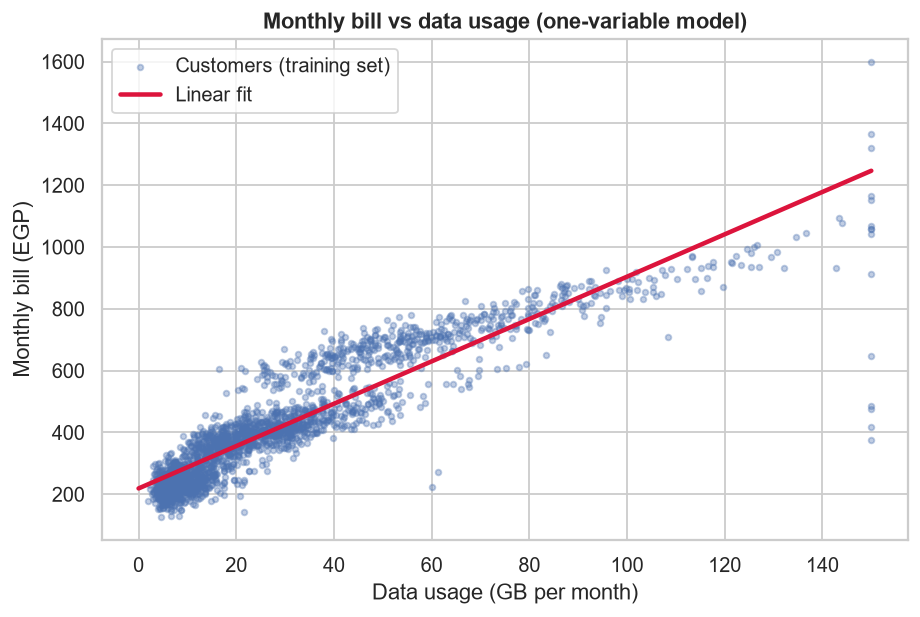 Monthly bill vs data usage (one-variable model)
Customers (training set)
Linear fit
1600
1400
1200
1000
800
600
400
200
Monthly bill (EGP)
0 20 40 60 80 100 120 140
Data usage (GB per month)